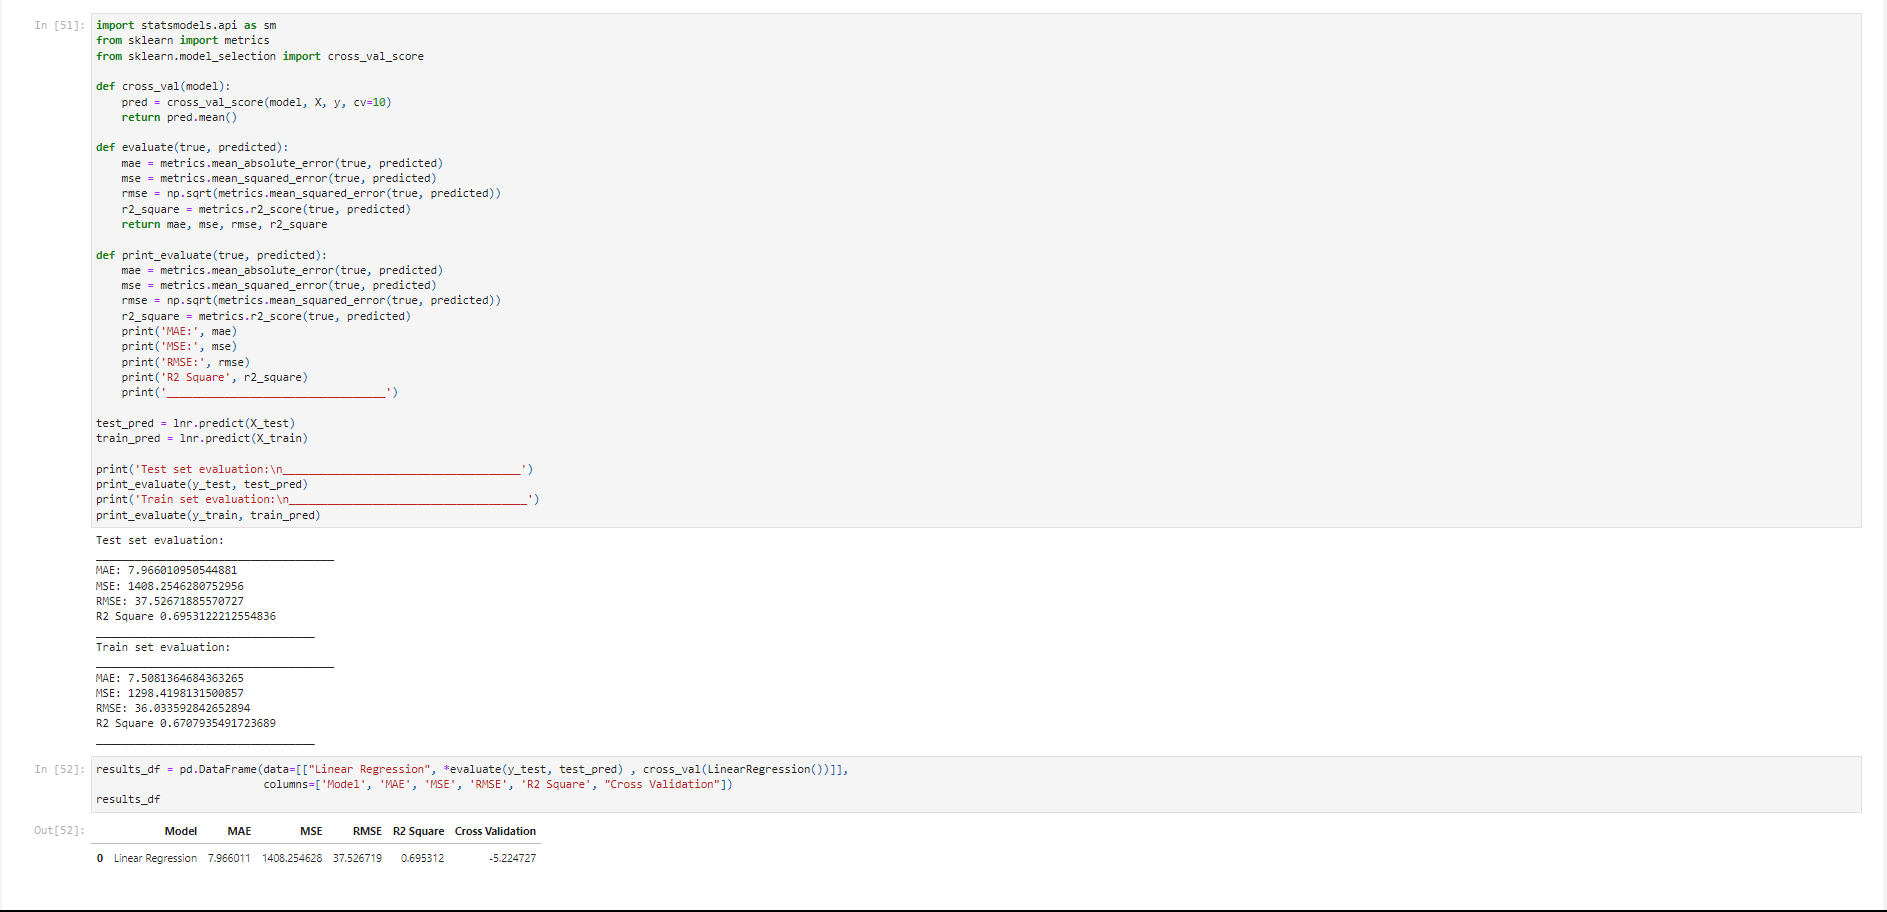 In [51]:
import statsmodels.api as sm
from sklearn import metrics
from sklearn.model_selection import cross_val_score
def cross_val(model):
    pred = cross_val_score(model, X, y, cv=10)
    return pred.mean()
def evaluate(true, predicted):
    mae = metrics.mean_absolute_error(true, predicted)
    mse = metrics.mean_squared_error(true, predicted)
    rmse = np.sqrt(metrics.mean_squared_error(true, predicted))
    r2_square = metrics.r2_score(true, predicted)
    return mae, mse, rmse, r2_square
def print_evaluate(true, predicted):
    mae = metrics.mean_absolute_error(true, predicted)
    mse = metrics.mean_squared_error(true, predicted)
    rmse = np.sqrt(metrics.mean_squared_error(true, predicted))
    r2_square = metrics.r2_score(true, predicted)
    print('MAE:', mae)
    print('MSE:', mse)
    print('RMSE:', rmse)
    print('R2 Square', r2_square)
    print('__________________________________')
test_pred = lnr.predict(X_test)
train_pred = lnr.predict(X_train)
print('Test set evaluation:\n_____________________________________')
print_evaluate(y_test, test_pred)
print('Train set evaluation:\n_____________________________________')
print_evaluate(y_train, train_pred)
Test set evaluation:
_____________________________________
MAE: 7.966010950544881
MSE: 1408.2546280752956
RMSE: 37.52671885570727
R2 Square 0.6953122212554836
__________________________________
Train set evaluation:
_____________________________________
MAE: 7.5081364684363265
MSE: 1298.4198131500857
RMSE: 36.033592842652894
R2 Square 0.6707935491723689
__________________________________
In [52]:
results_df = pd.DataFrame(data=[["Linear Regression", *evaluate(y_test, test_pred) , cross_val(LinearRegression())]],
                          columns=['Model', 'MAE', 'MSE', 'RMSE', 'R2 Square', "Cross Validation"])
results_df
Out[52]:
Model MAE MSE RMSE R2 Square Cross Validation
0 Linear Regression 7.966011 1408.254628 37.526719 0.695312 -5.224727